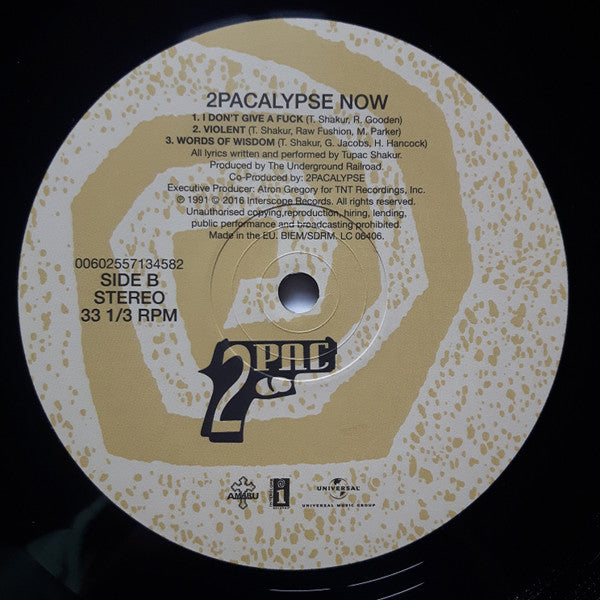 2PACALYPSE NOW
1. I DON'T GIVE A FUCK (T. Shakur, R. Gooden)
2. VIOLENT (T. Shakur, Raw Fushion, M. Parker)
3. WORDS OF WISDOM (T. Shakur, G. Jacobs, H. Hancock)
All lyrics written and performed by Tupac Shakur.
Produced by The Underground Railroad.
Co-Produced by: 2PACALYPSE
Executive Producer: Atron Gregory for TNT Recordings, Inc.
℗ 1991 © 2016 Interscope Records. All rights reserved.
Unauthorised copying, reproduction, hiring, lending,
public performance and broadcasting prohibited.
Made in the EU. BIEM/SDRM. LC 06406.
00602557134582
SIDE B
STEREO
33 1/3 RPM
2PAC
AMARU
i
UNIVERSAL
UNIVERSAL MUSIC GROUP